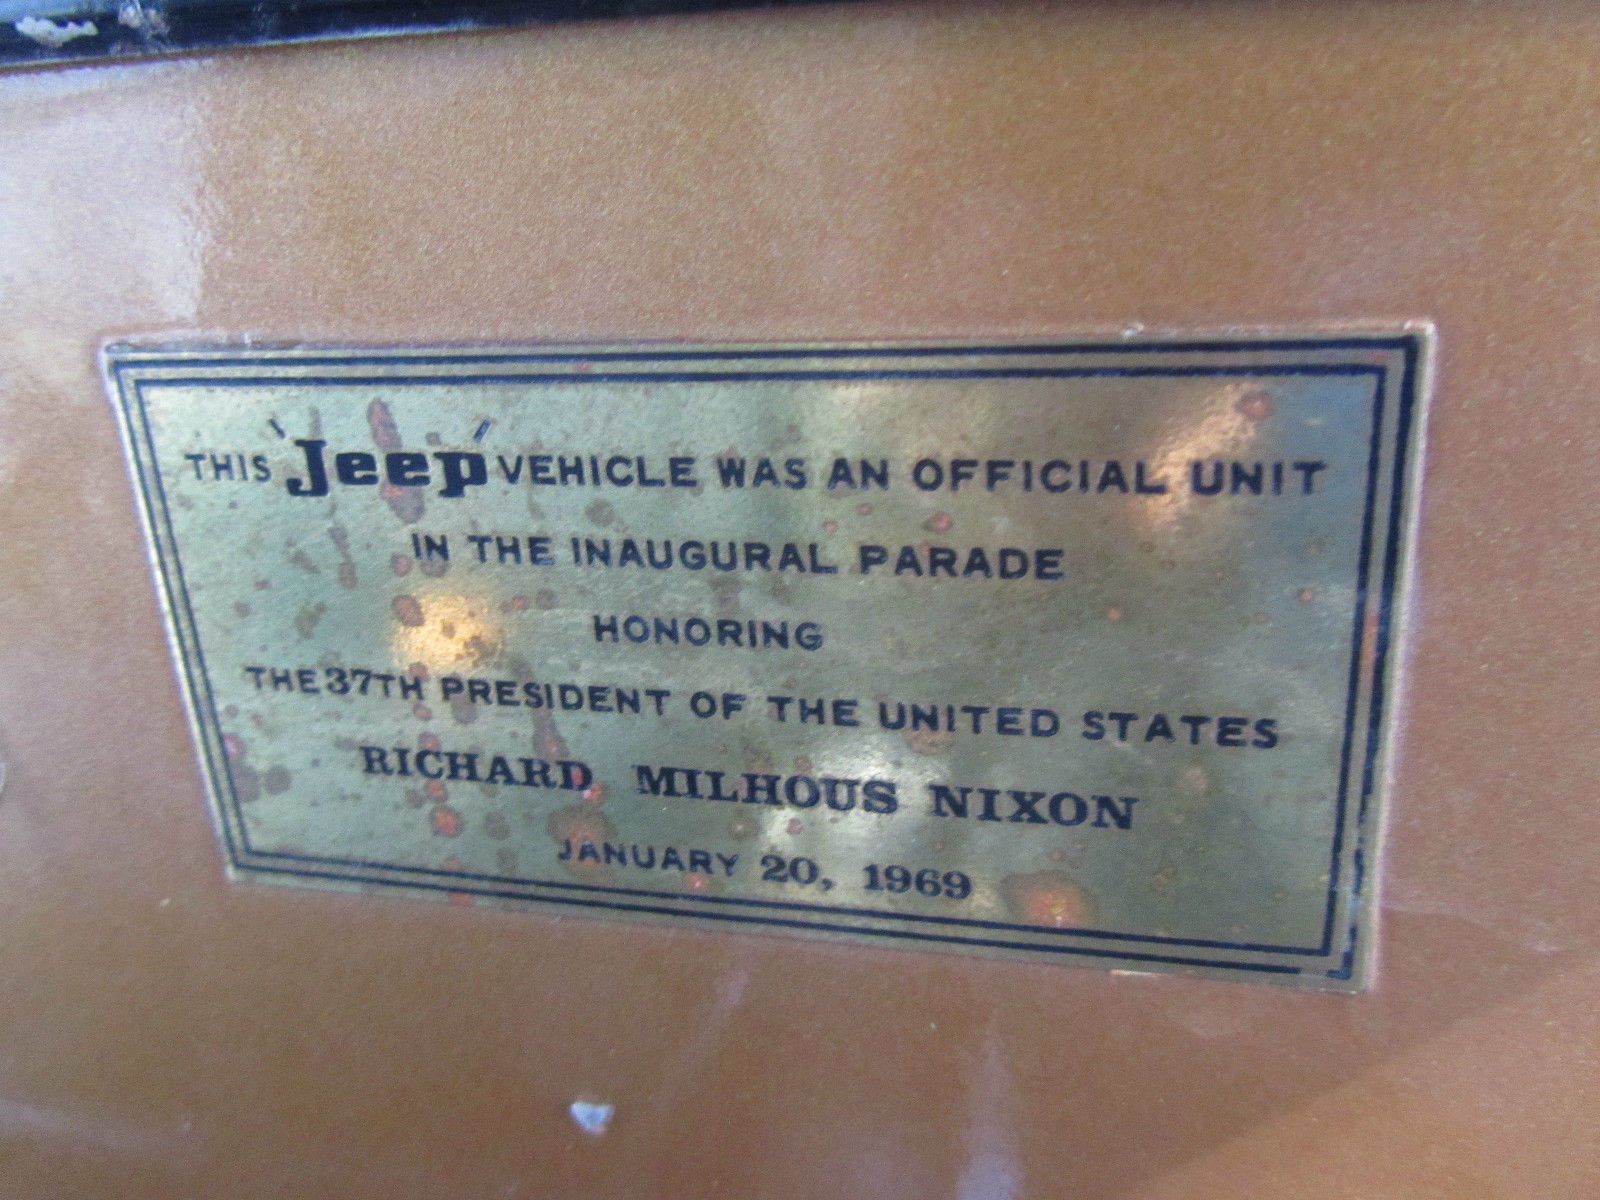 THIS 'Jeep' VEHICLE WAS AN OFFICIAL UNIT
IN THE INAUGURAL PARADE
HONORING
THE 37TH PRESIDENT OF THE UNITED STATES
RICHARD MILHOUS NIXON
JANUARY 20, 1969